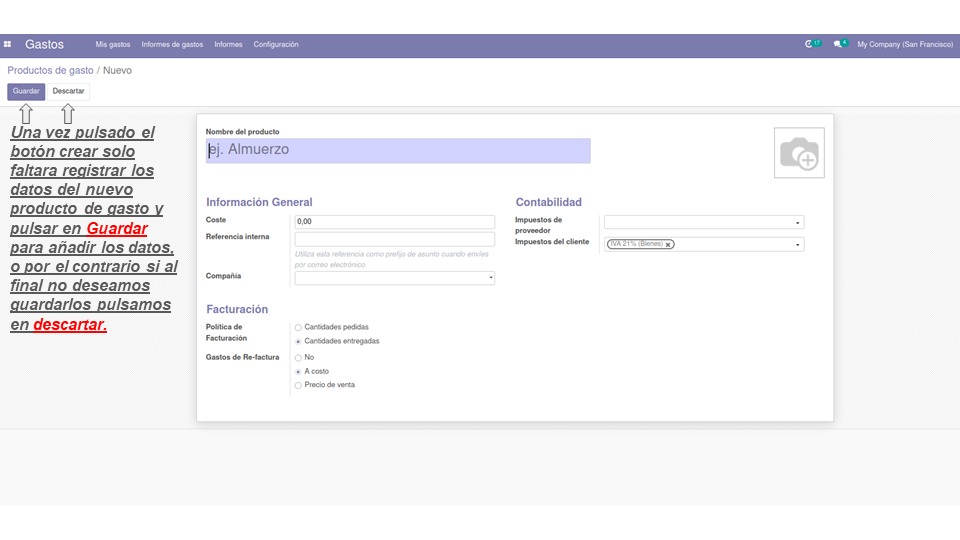 Gastos Mis gastos Informes de gastos Informes Configuración 17 4 My Company (San Francisco)
Productos de gasto / Nuevo
Guardar Descartar
Una vez pulsado el
botón crear solo
faltara registrar los
datos del nuevo
producto de gasto y
pulsar en Guardar
para añadir los datos,
o por el contrario si al
final no deseamos
guardarlos pulsamos
en descartar.
Nombre del producto
ej. Almuerzo
Información General
Coste 0,00
Referencia interna
Utiliza esta referencia como prefijo de asunto cuando envíes
por correo electrónico.
Compañía
Contabilidad
Impuestos de
proveedor
Impuestos del cliente IVA 21% (Bienes) x
Facturación
Política de
Facturación
Cantidades pedidas
Cantidades entregadas
Gastos de Re-factura No
A costo
Precio de venta